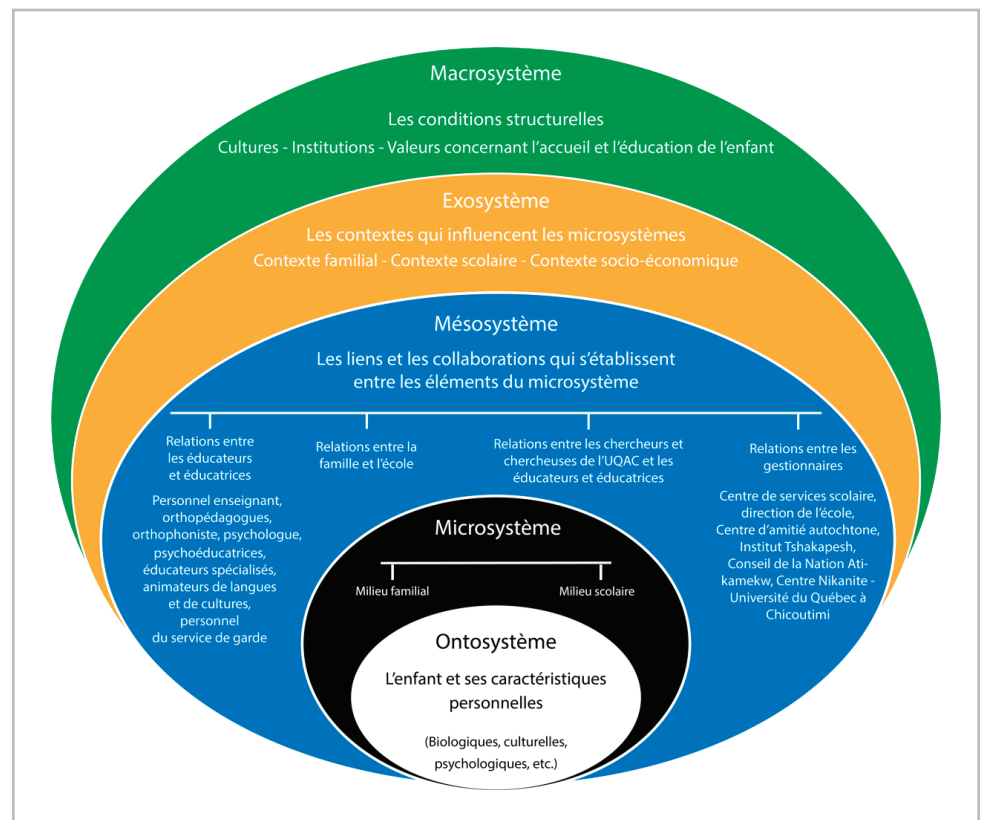 Macrosystème
Les conditions structurelles
Cultures - Institutions - Valeurs concernant l'accueil et l'éducation de l'enfant
Exosystème
Les contextes qui influencent les microsystèmes
Contexte familial - Contexte scolaire - Contexte socio-économique
Mésosystème
Les liens et les collaborations qui s'établissent
entre les éléments du microsystème
Relations entre
les éducateurs
et éducatrices
Personnel enseignant,
orthopédagogues,
orthophoniste, psychologue,
psychoéducatrices,
éducateurs spécialisés,
animateurs de langues
et de cultures,
personnel
du service de garde
Relations entre la
famille et l'école
Relations entre les chercheurs et
chercheuses de l'UQAC et les
éducateurs et éducatrices
Relations entre les
gestionnaires
Centre de services scolaire,
direction de l'école,
Centre d'amitié autochtone,
Institut Tshakapesh,
Conseil de la Nation Ati-
kamekw, Centre Nikanite -
Université du Québec à
Chicoutimi
Microsystème
Milieu familial
Milieu scolaire
Ontosystème
L'enfant et ses caractéristiques
personnelles
(Biologiques, culturelles,
psychologiques, etc.)